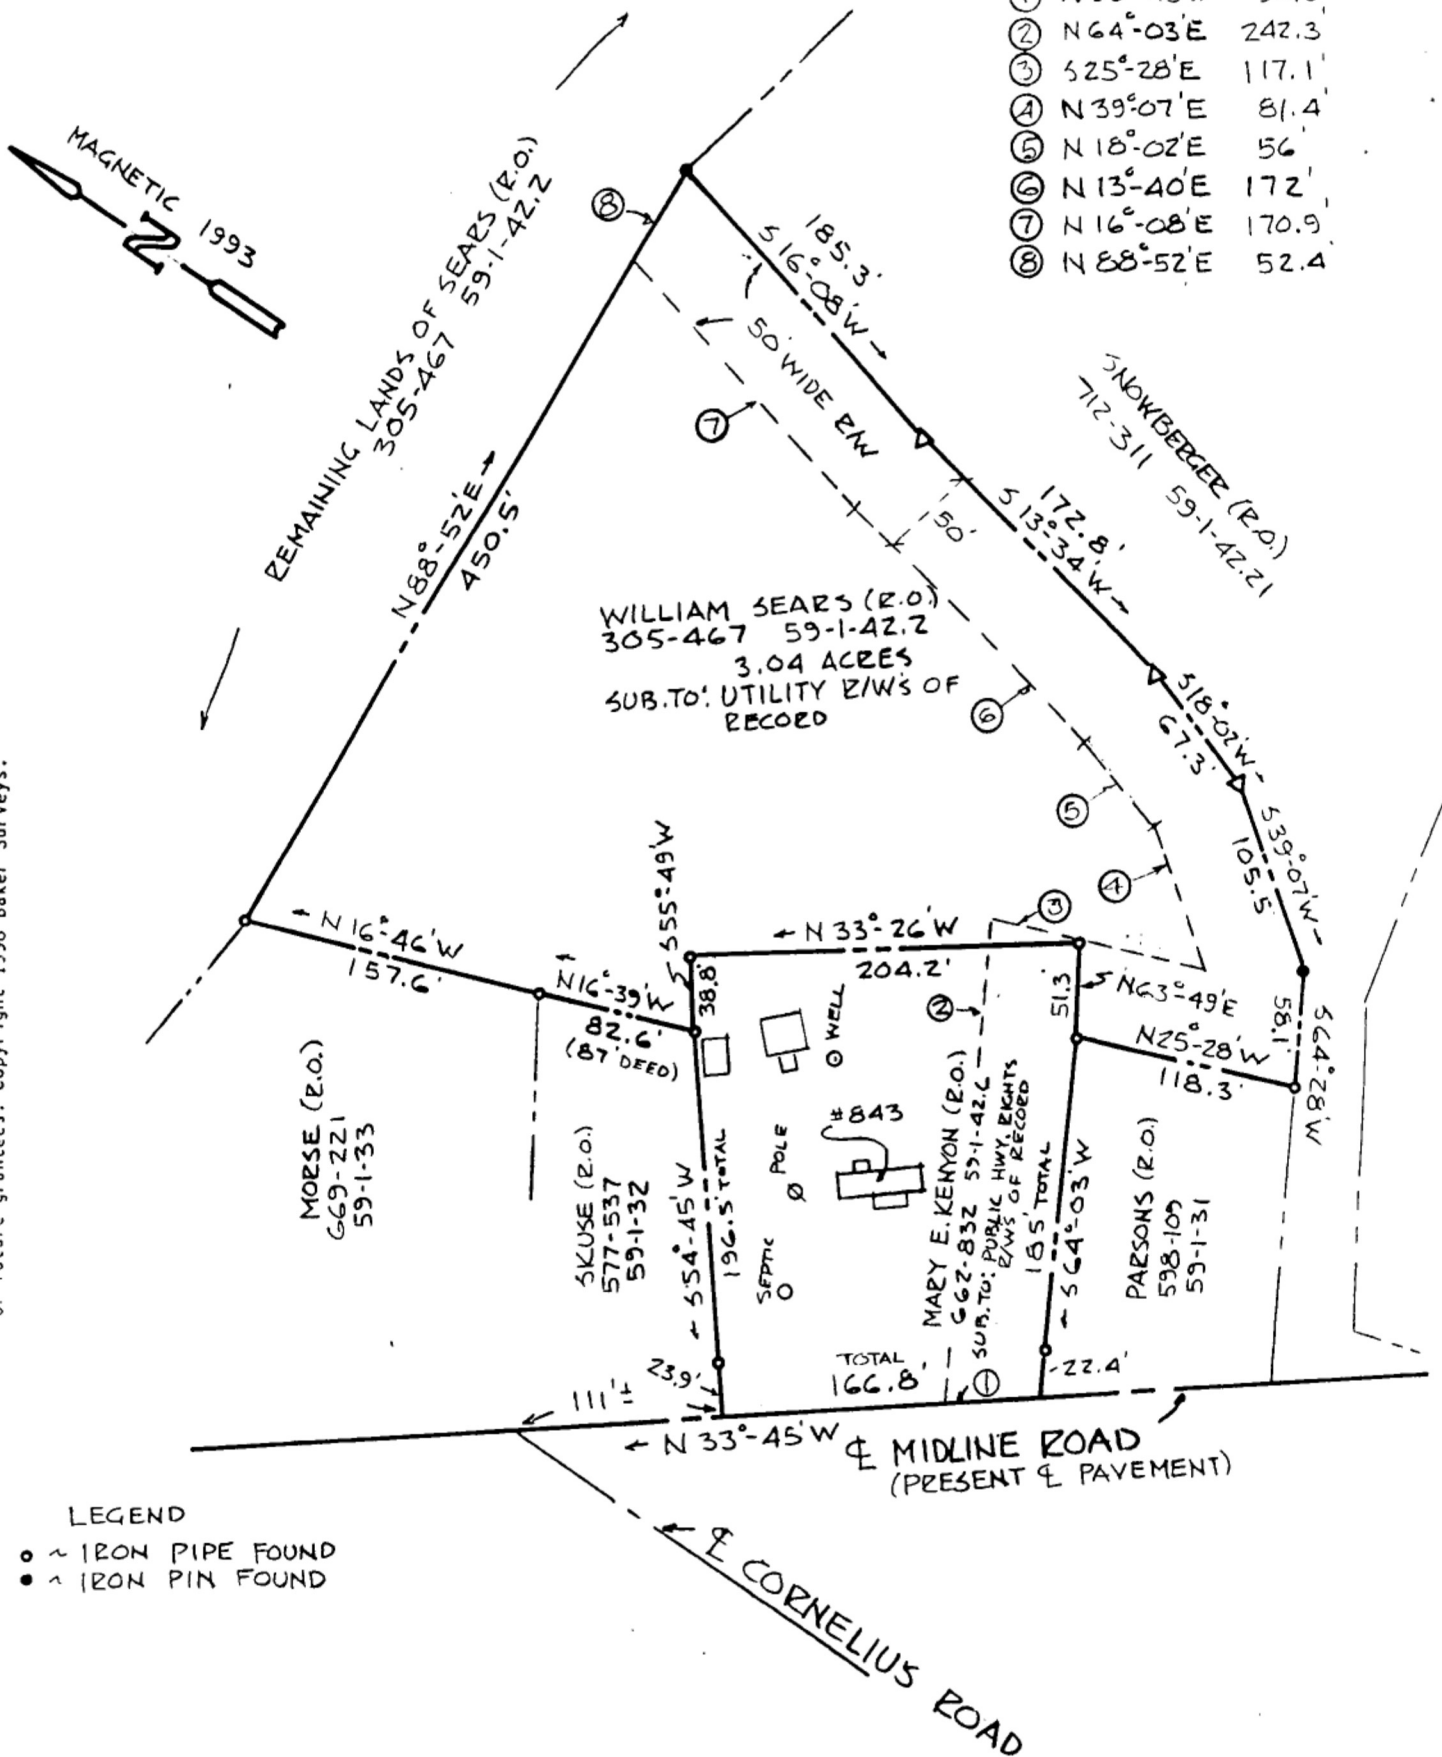 ② N64°-03'E 242.3'
③ S25°-28'E 117.1'
④ N39°-07'E 81.4'
⑤ N18°-02'E 56'
⑥ N13°-40'E 172'
⑦ N16°-08'E 170.9'
⑧ N88°-52'E 52.4'
MAGNETIC 1993
N
REMAINING LANDS OF SEARS (R.O.)
305-467 59-1-42.2
⑧
185.3'
S16°-08'W
50' WIDE R/W
⑦
SNOWBERGER (R.O.)
712-311 59-1-42.21
N88°-52'E
450.5'
50'
172.8'
S13°-34'W
WILLIAM SEARS (R.O.)
305-467 59-1-42.2
3.04 ACRES
SUB.TO: UTILITY R/W'S OF
RECORD
⑥
S18°-02'W
67.3'
⑤
S39°-07'W
105.5'
④
③
S55°-49'W
38.8'
N33°-26'W
204.2'
N16°-46'W
157.6'
N16°-39'W
82.6'
(87' DEED)
51.3'
N63°-49'E
58.1'
S64°-28'W
N25°-28'W
118.3'
②
WELL
#843
POLE
SEPTIC
MORSE (R.O.)
669-221
59-1-33
SKUSE (R.O.)
577-537
59-1-32
S54°-45'W
196.5' TOTAL
MARY E. KENYON (R.O.)
662-832 59-1-42.6
SUB.TO: PUBLIC HWY. RIGHTS
R/WS OF RECORD
185' TOTAL
S64°-03'W
PARSONS (R.O.)
598-109
59-1-31
23.9'
TOTAL
166.8'
①
22.4'
111'±
N33°-45'W
℄ MIDLINE ROAD
(PRESENT ℄ PAVEMENT)
℄ CORNELIUS ROAD
LEGEND
~ IRON PIPE FOUND
~ IRON PIN FOUND